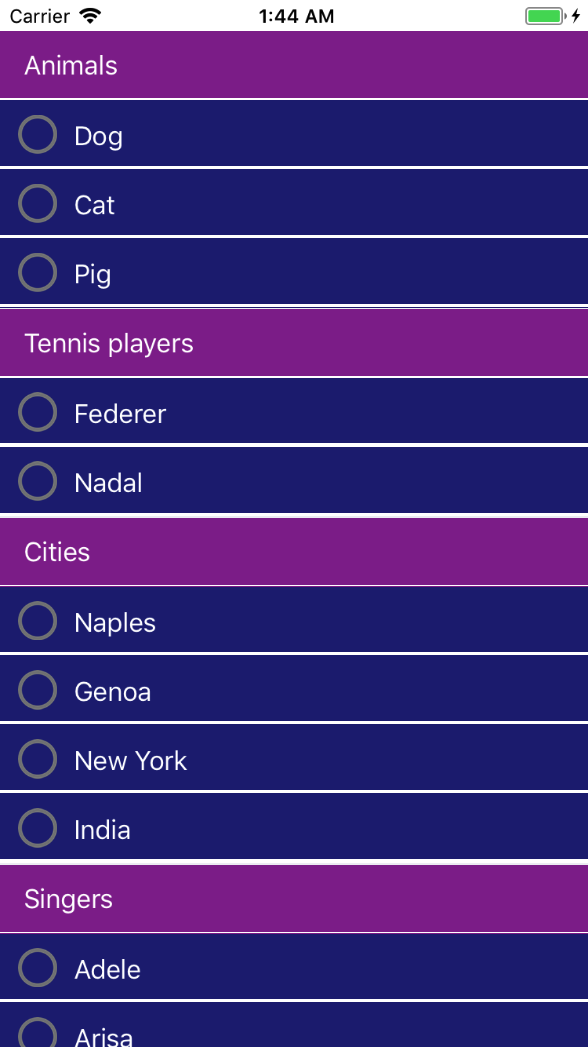 Carrier 1:44 AM
Animals
Dog
Cat
Pig
Tennis players
Federer
Nadal
Cities
Naples
Genoa
New York
India
Singers
Adele
Arisa